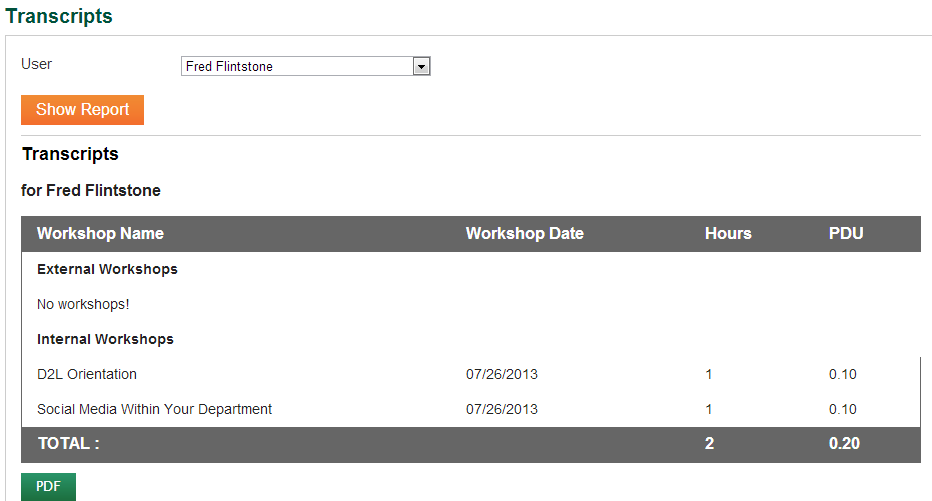 Transcripts
User Fred Flintstone
Show Report
Transcripts
for Fred Flintstone
Workshop Name Workshop Date Hours PDU
External Workshops
No workshops!
Internal Workshops
D2L Orientation 07/26/2013 1 0.10
Social Media Within Your Department 07/26/2013 1 0.10
TOTAL : 2 0.20
PDF